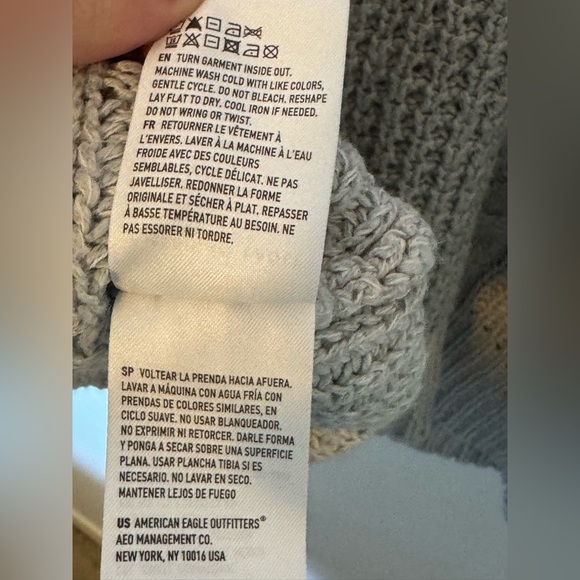 EN TURN GARMENT INSIDE OUT.
MACHINE WASH COLD WITH LIKE COLORS,
GENTLE CYCLE. DO NOT BLEACH. RESHAPE
LAY FLAT TO DRY. COOL IRON IF NEEDED.
DO NOT WRING OR TWIST.
FR RETOURNER LE VÊTEMENT À
L'ENVERS. LAVER À LA MACHINE À L'EAU
FROIDE AVEC DES COULEURS
SEMBLABLES, CYCLE DÉLICAT. NE PAS
JAVELLISER. REDONNER LA FORME
ORIGINALE ET SÉCHER À PLAT. REPASSER
À BASSE TEMPÉRATURE AU BESOIN. NE
PAS ESSORER NI TORDRE.
SP VOLTEAR LA PRENDA HACIA AFUERA.
LAVAR A MÁQUINA CON AGUA FRÍA CON
PRENDAS DE COLORES SIMILARES, EN
CICLO SUAVE. NO USAR BLANQUEADOR.
NO EXPRIMIR NI RETORCER. DARLE FORMA
Y PONGA A SECAR SOBRE UNA SUPERFICIE
PLANA. USAR PLANCHA TIBIA SI ES
NECESARIO. NO LAVAR EN SECO.
MANTENER LEJOS DE FUEGO
US AMERICAN EAGLE OUTFITTERS®
AEO MANAGEMENT CO.
NEW YORK, NY 10016 USA